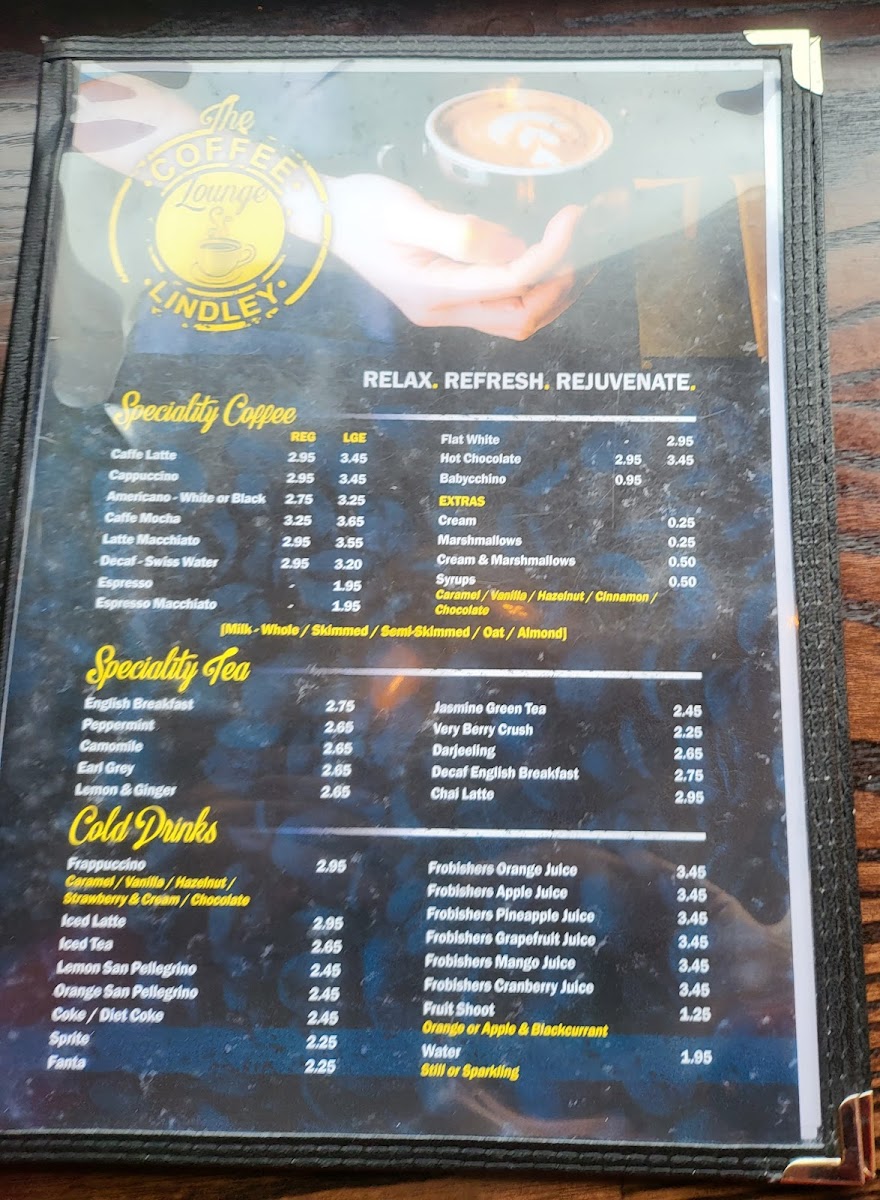 The
COFFEE
Lounge
LINDLEY
RELAX. REFRESH. REJUVENATE.
Speciality Coffee
REG LGE
Caffe Latte 2.95 3.45
Cappuccino 2.95 3.45
Americano - White or Black 2.75 3.25
Caffe Mocha 3.25 3.65
Latte Macchiato 2.95 3.55
Decaf - Swiss Water 2.95 3.20
Espresso - 1.95
Espresso Macchiato - 1.95
Flat White - 2.95
Hot Chocolate 2.95 3.45
Babycchino 0.95
EXTRAS
Cream 0.25
Marshmallows 0.25
Cream & Marshmallows 0.50
Syrups 0.50
Caramel / Vanilla / Hazelnut / Cinnamon /
Chocolate
[Milk - Whole / Skimmed / Semi-Skimmed / Oat / Almond]
Speciality Tea
English Breakfast 2.75
Peppermint 2.65
Camomile 2.65
Earl Grey 2.65
Lemon & Ginger 2.65
Jasmine Green Tea 2.45
Very Berry Crush 2.25
Darjeeling 2.65
Decaf English Breakfast 2.75
Chai Latte 2.95
Cold Drinks
Frappuccino 2.95
Caramel / Vanilla / Hazelnut /
Strawberry & Cream / Chocolate
Iced Latte 2.95
Iced Tea 2.65
Lemon San Pellegrino 2.45
Orange San Pellegrino 2.45
Coke / Diet Coke 2.45
Sprite 2.25
Fanta 2.25
Frobishers Orange Juice 3.45
Frobishers Apple Juice 3.45
Frobishers Pineapple Juice 3.45
Frobishers Grapefruit Juice 3.45
Frobishers Mango Juice 3.45
Frobishers Cranberry Juice 3.45
Fruit Shoot 1.25
Orange or Apple & Blackcurrant
Water 1.95
Still or Sparkling